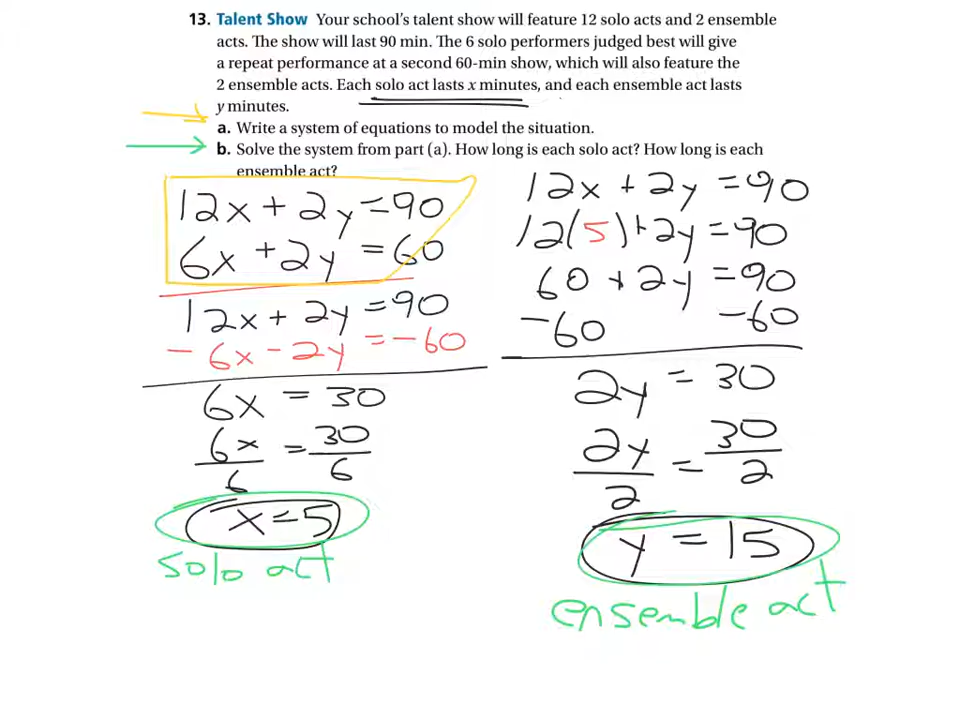 13. Talent Show Your school's talent show will feature 12 solo acts and 2 ensemble
acts. The show will last 90 min. The 6 solo performers judged best will give
a repeat performance at a second 60-min show, which will also feature the
2 ensemble acts. Each solo act lasts x minutes, and each ensemble act lasts
y minutes.
a. Write a system of equations to model the situation.
b. Solve the system from part (a). How long is each solo act? How long is each
ensemble act?
12x + 2y = 90
6x + 2y = 60
12x + 2y = 90
- 6x - 2y = -60
6x = 30
6x/6 = 30/6
x = 5
solo act
12x + 2y = 90
12(5) + 2y = 90
60 + 2y = 90
-60 -60
2y = 30
2y/2 = 30/2
y = 15
ensemble act